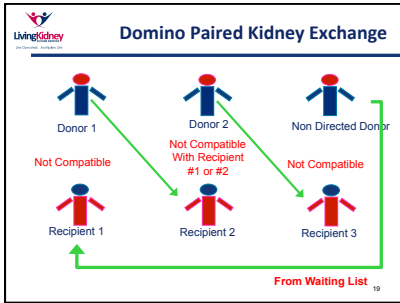 LivingKidney
Domino Paired Kidney Exchange
Donor 1
Donor 2
Non Directed Donor
Not Compatible
Not Compatible
With Recipient
#1 or #2
Not Compatible
Recipient 1
Recipient 2
Recipient 3
From Waiting List
19